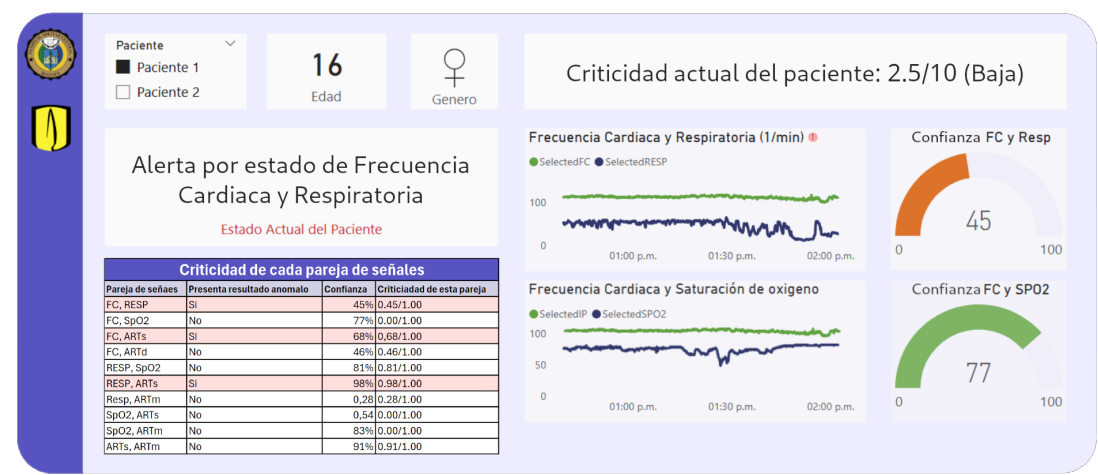 Paciente
Paciente 1
Paciente 2
16
Edad
Genero
Criticidad actual del paciente: 2.5/10 (Baja)
Alerta por estado de Frecuencia
Cardiaca y Respiratoria
Estado Actual del Paciente
Criticidad de cada pareja de señales
Pareja de señaes Presenta resultado anomalo Confianza Criticiadad de esta pareja
FC, RESP Si 45% 0.45/1.00
FC, SpO2 No 77% 0.00/1.00
FC, ARTs Si 68% 0,68/1.00
FC, ARTd No 46% 0.46/1.00
RESP, SpO2 No 81% 0.81/1.00
RESP, ARTs Si 98% 0.98/1.00
Resp, ARTm No 0,28 0.28/1.00
SpO2, ARTs No 0,54 0.00/1.00
SpO2, ARTm No 83% 0.00/1.00
ARTs, ARTm No 91% 0.91/1.00
Frecuencia Cardiaca y Respiratoria (1/min) !
SelectedFC SelectedRESP
100
0
01:00 p.m. 01:30 p.m. 02:00 p.m.
Confianza FC y Resp
45
0 100
Frecuencia Cardiaca y Saturación de oxigeno
SelectedIP SelectedSPO2
100
50
0
01:00 p.m. 01:30 p.m. 02:00 p.m.
Confianza FC y SPO2
77
0 100